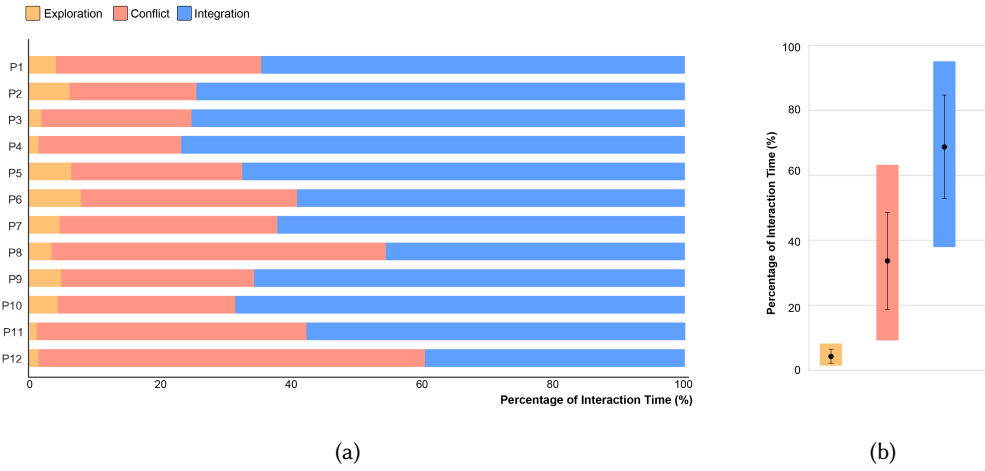 Exploration Conflict Integration
P1
P2
P3
P4
P5
P6
P7
P8
P9
P10
P11
P12
0 20 40 60 80 100
Percentage of Interaction Time (%)
(a)
Percentage of Interaction Time (%)
100
80
60
40
20
0
(b)